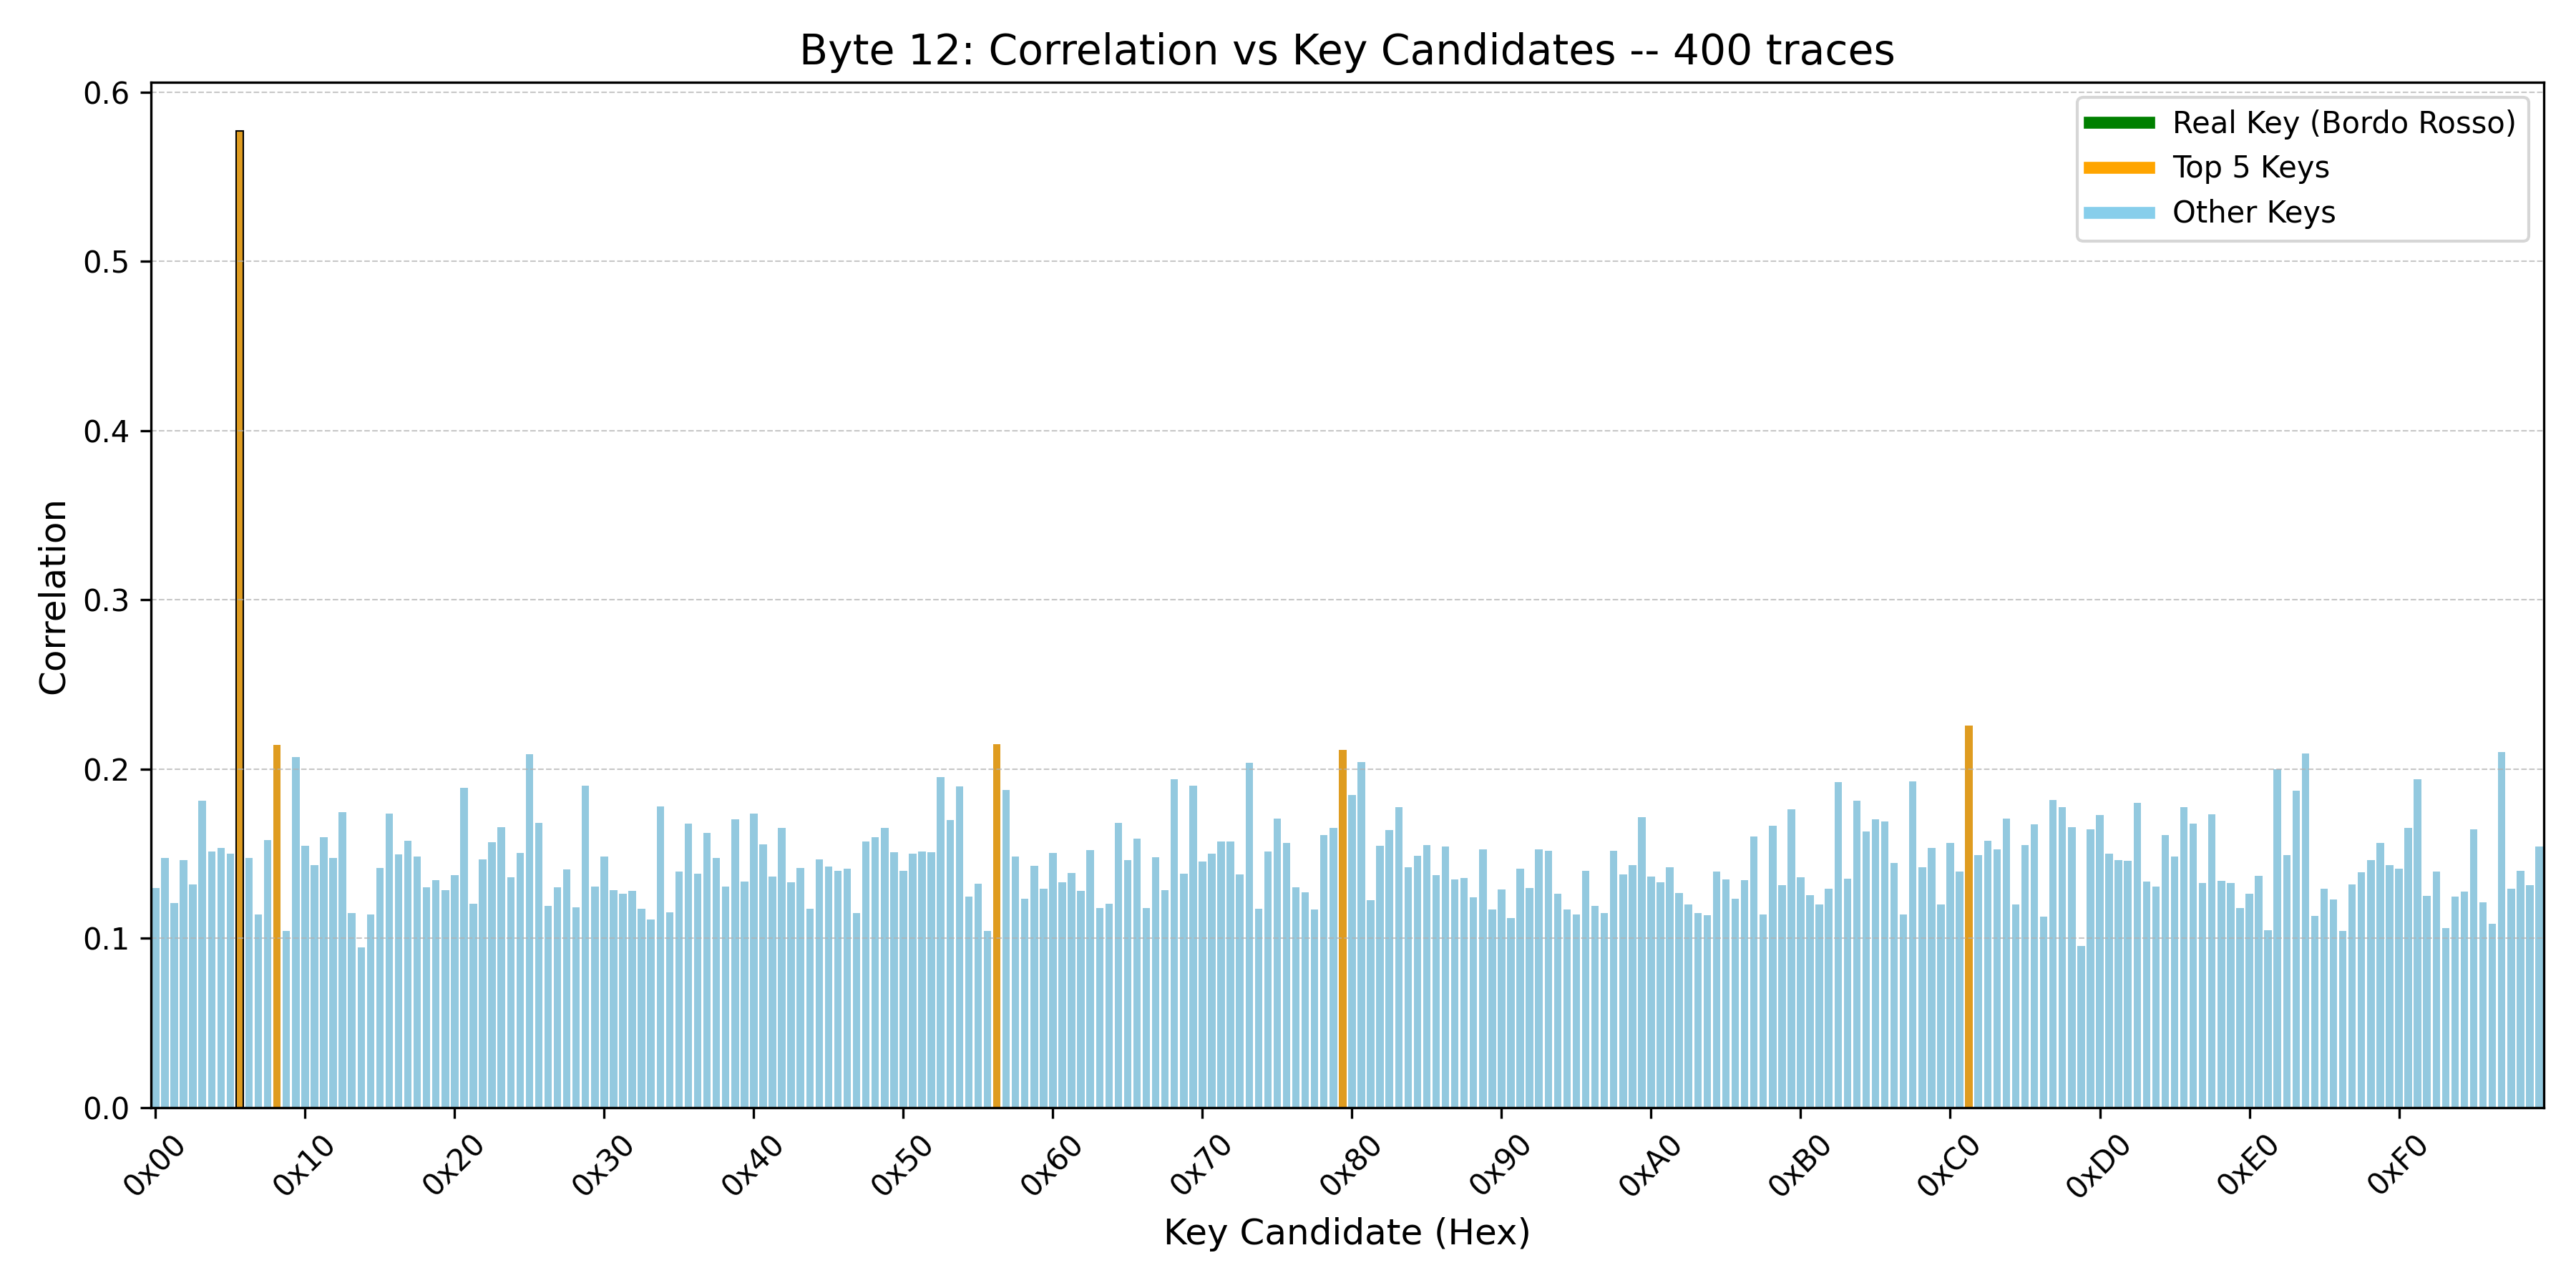 Byte 12: Correlation vs Key Candidates -- 400 traces
Real Key (Bordo Rosso)
Top 5 Keys
Other Keys
Correlation
0.6
0.5
0.4
0.3
0.2
0.1
0.0
0x00 0x10 0x20 0x30 0x40 0x50 0x60 0x70 0x80 0x90 0xA0 0xB0 0xC0 0xD0 0xE0 0xF0
Key Candidate (Hex)